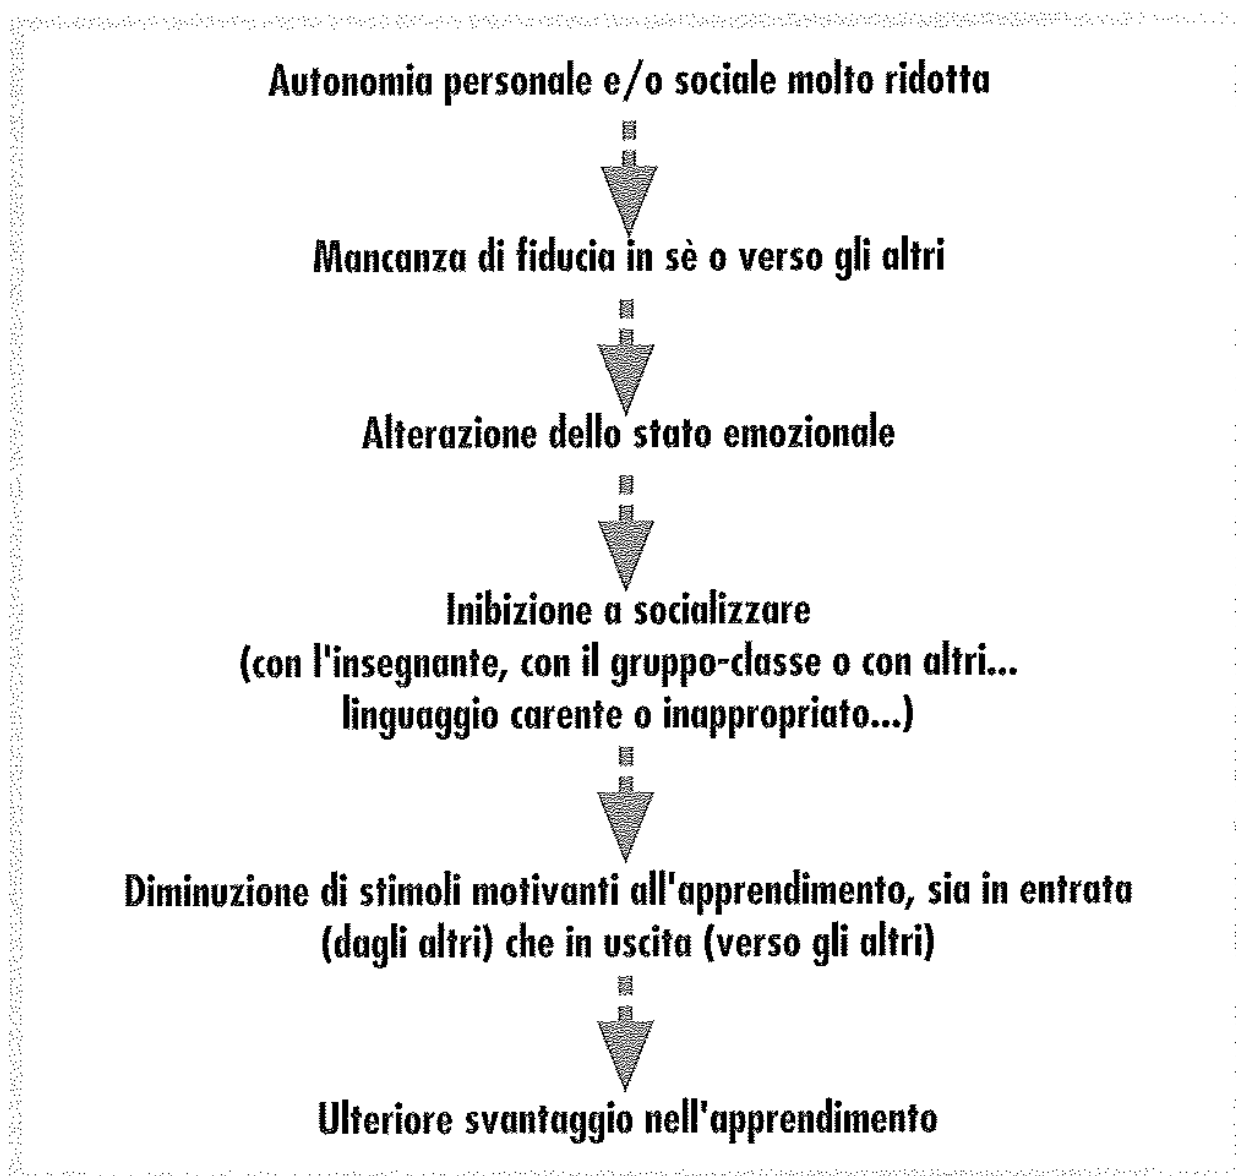 Autonomia personale e/o sociale molto ridotta
Mancanza di fiducia in sè o verso gli altri
Alterazione dello stato emozionale
Inibizione a socializzare
(con l'insegnante, con il gruppo-classe o con altri...
linguaggio carente o inappropriato...)
Diminuzione di stimoli motivanti all'apprendimento, sia in entrata
(dagli altri) che in uscita (verso gli altri)
Ulteriore svantaggio nell'apprendimento